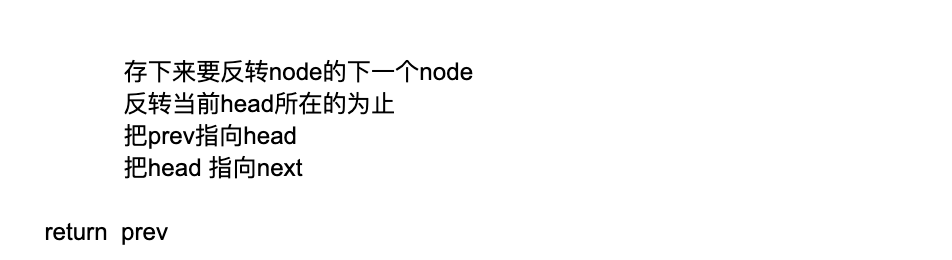 存下来要反转node的下一个node
反转当前head所在的为止
把prev指向head
把head 指向next
return  prev